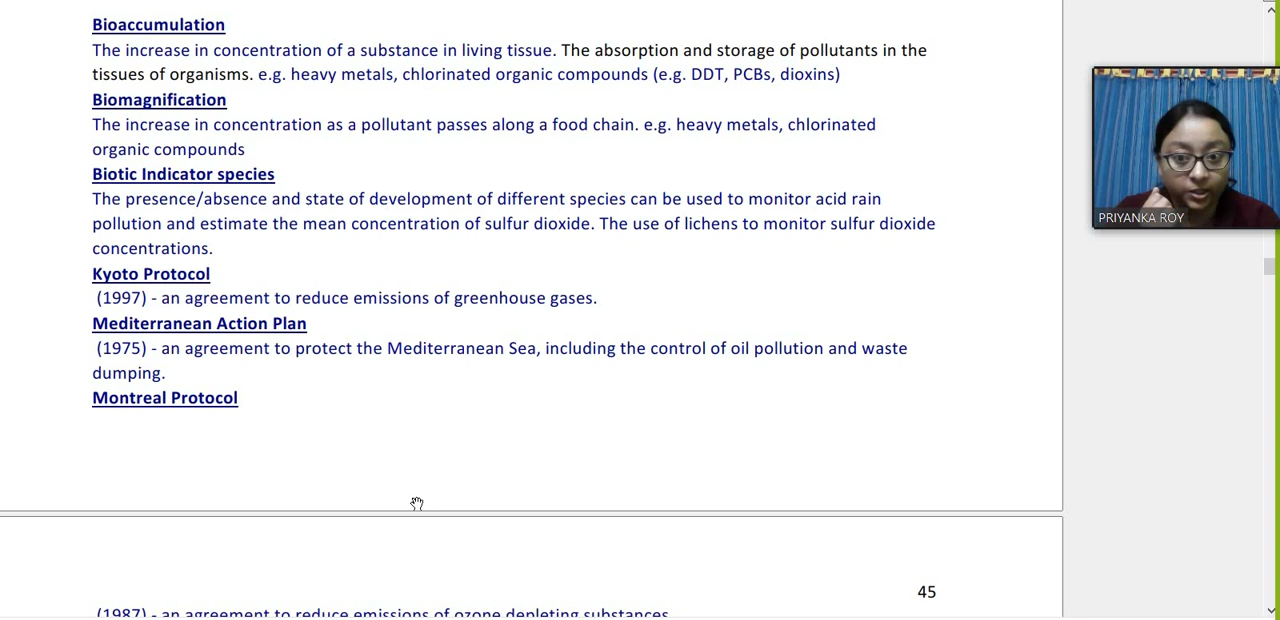 Bioaccumulation
The increase in concentration of a substance in living tissue. The absorption and storage of pollutants in the
tissues of organisms. e.g. heavy metals, chlorinated organic compounds (e.g. DDT, PCBs, dioxins)
Biomagnification
The increase in concentration as a pollutant passes along a food chain. e.g. heavy metals, chlorinated
organic compounds
Biotic Indicator species
The presence/absence and state of development of different species can be used to monitor acid rain
pollution and estimate the mean concentration of sulfur dioxide. The use of lichens to monitor sulfur dioxide
concentrations.
Kyoto Protocol
(1997) - an agreement to reduce emissions of greenhouse gases.
Mediterranean Action Plan
(1975) - an agreement to protect the Mediterranean Sea, including the control of oil pollution and waste
dumping.
Montreal Protocol
45
(1987) - an agreement to reduce emissions of ozone depleting substances
PRIYANKA ROY